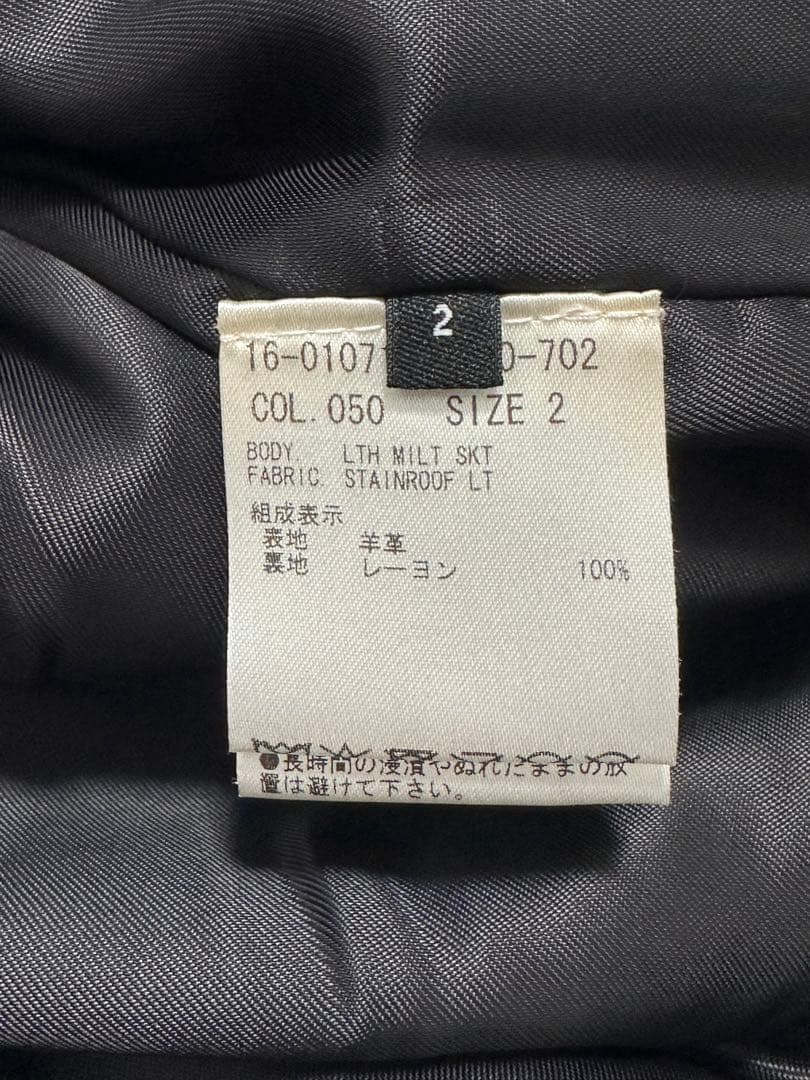 2
16-0107 0-702
COL.050 SIZE 2
BODY. LTH MILT SKT
FABRIC. STAINROOF LT
組成表示
表地 羊革
裏地 レーヨン 100%
●長時間の浸漬やぬれたままの放
置は避けて下さい。